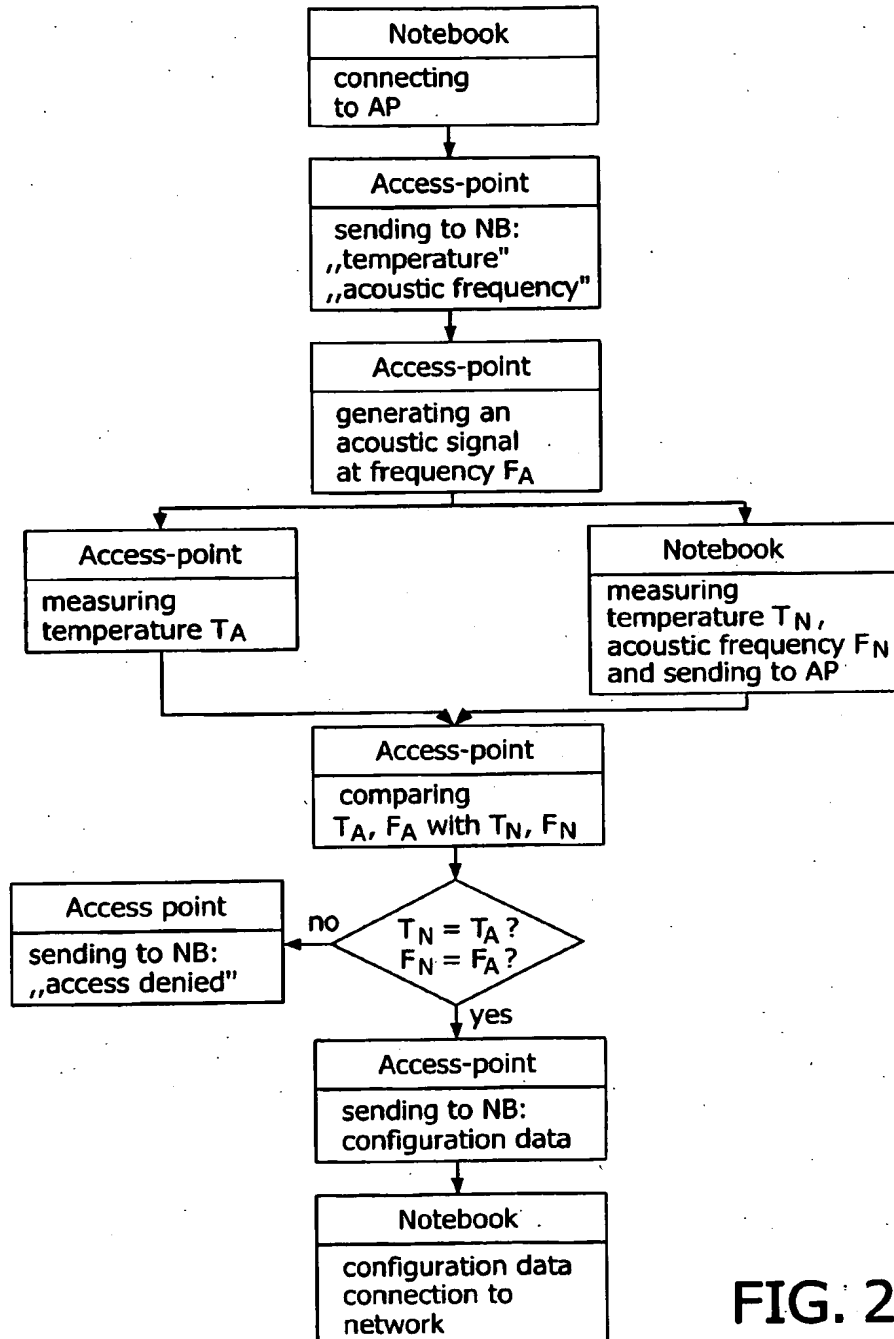 Notebook
connecting
to AP
Access-point
sending to NB:
,,temperature"
,,acoustic frequency"
Access-point
generating an
acoustic signal
at frequency FA
Access-point
measuring
temperature TA
Notebook
measuring
temperature TN,
acoustic frequency FN
and sending to AP
Access-point
comparing
TA, FA with TN, FN
TN = TA?
FN = FA?
no
Access point
sending to NB:
,,access denied"
yes
Access-point
sending to NB:
configuration data
Notebook
configuration data
connection to
network
FIG. 2